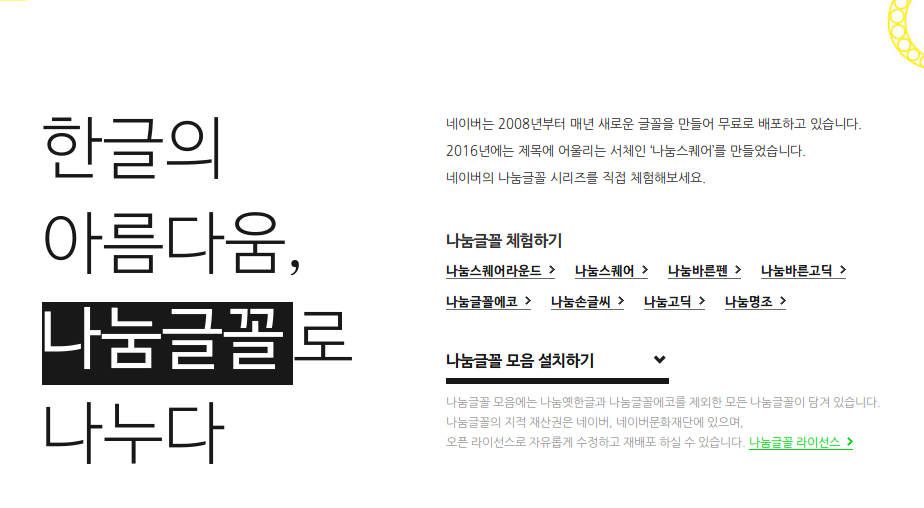 한글의
아름다움,
나눔글꼴로
나누다
네이버는 2008년부터 매년 새로운 글꼴을 만들어 무료로 배포하고 있습니다.
2016년에는 제목에 어울리는 서체인 '나눔스퀘어'를 만들었습니다.
네이버의 나눔글꼴 시리즈를 직접 체험해보세요.
나눔글꼴 체험하기
나눔스퀘어라운드 나눔스퀘어 나눔바른펜 나눔바른고딕
나눔글꼴에코 나눔손글씨 나눔고딕 나눔명조
나눔글꼴 모음 설치하기
나눔글꼴 모음에는 나눔옛한글과 나눔글꼴에코를 제외한 모든 나눔글꼴이 담겨 있습니다.
나눔글꼴의 지적 재산권은 네이버, 네이버문화재단에 있으며,
오픈 라이선스로 자유롭게 수정하고 재배포 하실 수 있습니다. 나눔글꼴 라이선스